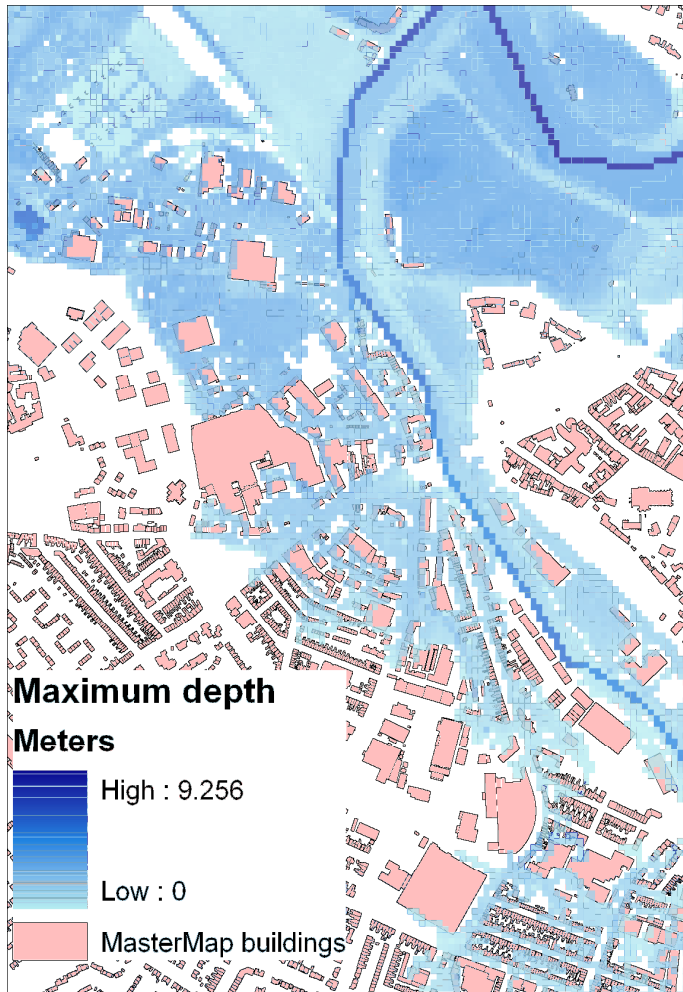 Maximum depth
Meters
High : 9.256
Low : 0
MasterMap buildings